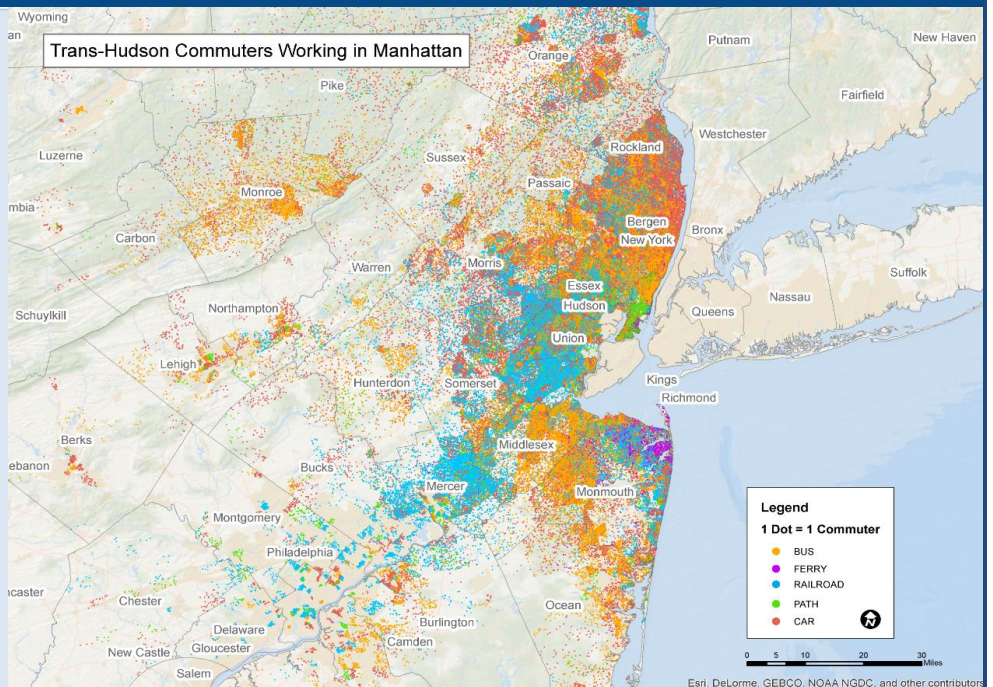 Wyoming
an
Trans-Hudson Commuters Working in Manhattan
Orange
Putnam
New Haven
Pike
Fairfield
Luzerne
Sussex
Rockland
Westchester
Passaic
Monroe
mbia
Carbon
Bergen
New York
Bronx
Warren
Morris
Suffolk
Essex
Nassau
Northampton
Hudson
Queens
Schuylkill
Union
Lehigh
Hunterdon
Somerset
Kings
Richmond
Berks
Middlesex
ebanon
Bucks
Mercer
Monmouth
Montgomery
Philadelphia
ncaster
Chester
Ocean
Burlington
Delaware
Camden
New Castle
Gloucester
Salem
Legend
1 Dot = 1 Commuter
BUS
FERRY
RAILROAD
PATH
CAR
N
0 5 10 20 30
Miles
Esri, DeLorme, GEBCO, NOAA NGDC, and other contributors